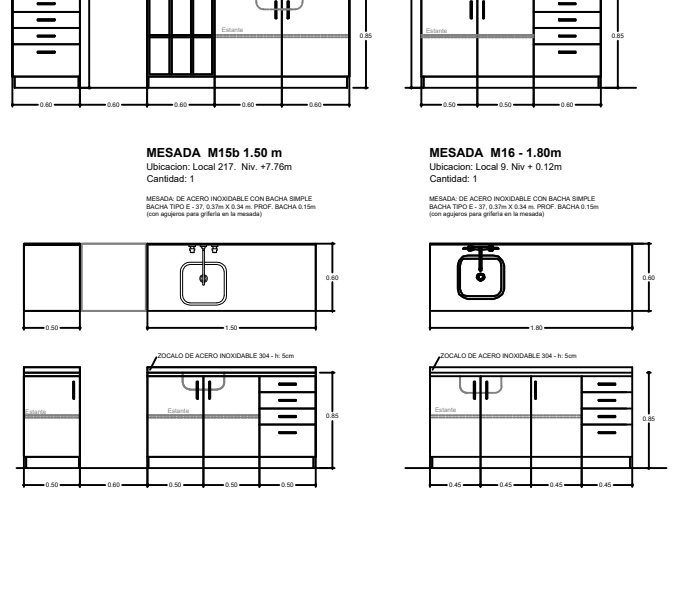 Estante
0.85
Estante
0.85
0.60
0.60
0.60
0.60
0.60
0.50
0.50
0.60
MESADA M15b 1.50 m
Ubicacion: Local 217. Niv. +7.76m
Cantidad: 1
MESADA: DE ACERO INOXIDABLE CON BACHA SIMPLE
BACHA TIPO E - 37, 0.37m X 0.34 m. PROF. BACHA 0.15m
(con agujeros para griferia en la mesada)
MESADA M16 - 1.80m
Ubicacion: Local 9. Niv + 0.12m
Cantidad: 1
MESADA: DE ACERO INOXIDABLE CON BACHA SIMPLE
BACHA TIPO E - 37, 0.37m X 0.34 m. PROF. BACHA 0.15m
(con agujeros para griferia en la mesada)
0.60
0.60
0.50
1.50
1.80
ZOCALO DE ACERO INOXIDABLE 304 - h: 5cm
ZOCALO DE ACERO INOXIDABLE 304 - h: 5cm
Estante
Estante
0.85
Estante
0.85
0.50
0.60
0.50
0.50
0.50
0.45
0.45
0.45
0.45